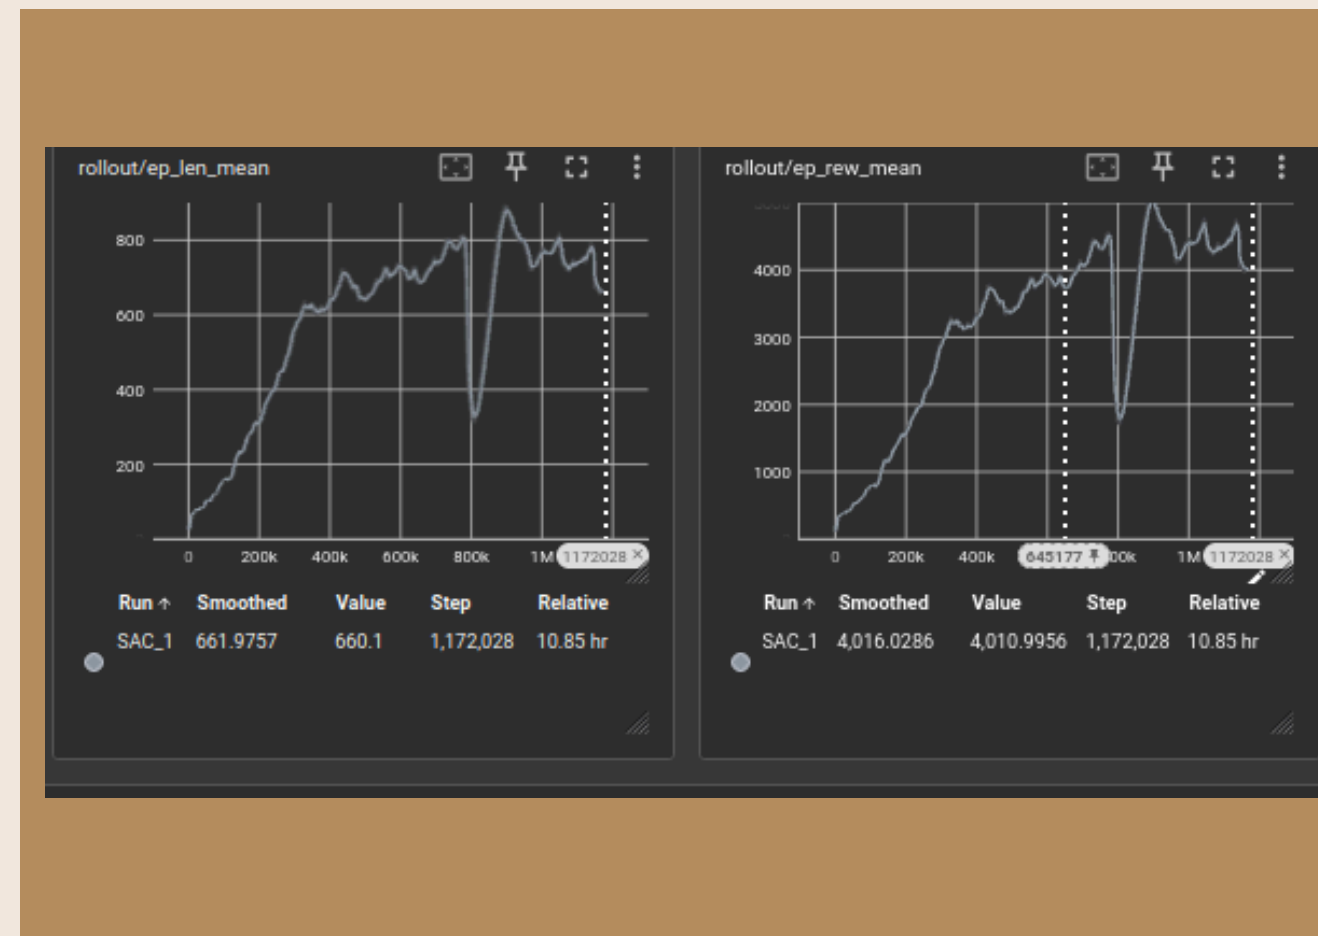 rollout/ep_len_mean
800
600
400
200
0 200k 400k 600k 800k 1M 1172028 ×
Run ↑ Smoothed Value Step Relative
SAC_1 661.9757 660.1 1,172,028 10.85 hr
rollout/ep_rew_mean
4000
3000
2000
1000
0 200k 400k 645177 00k 1M 1172028 ×
Run ↑ Smoothed Value Step Relative
SAC_1 4,016.0286 4,010.9956 1,172,028 10.85 hr